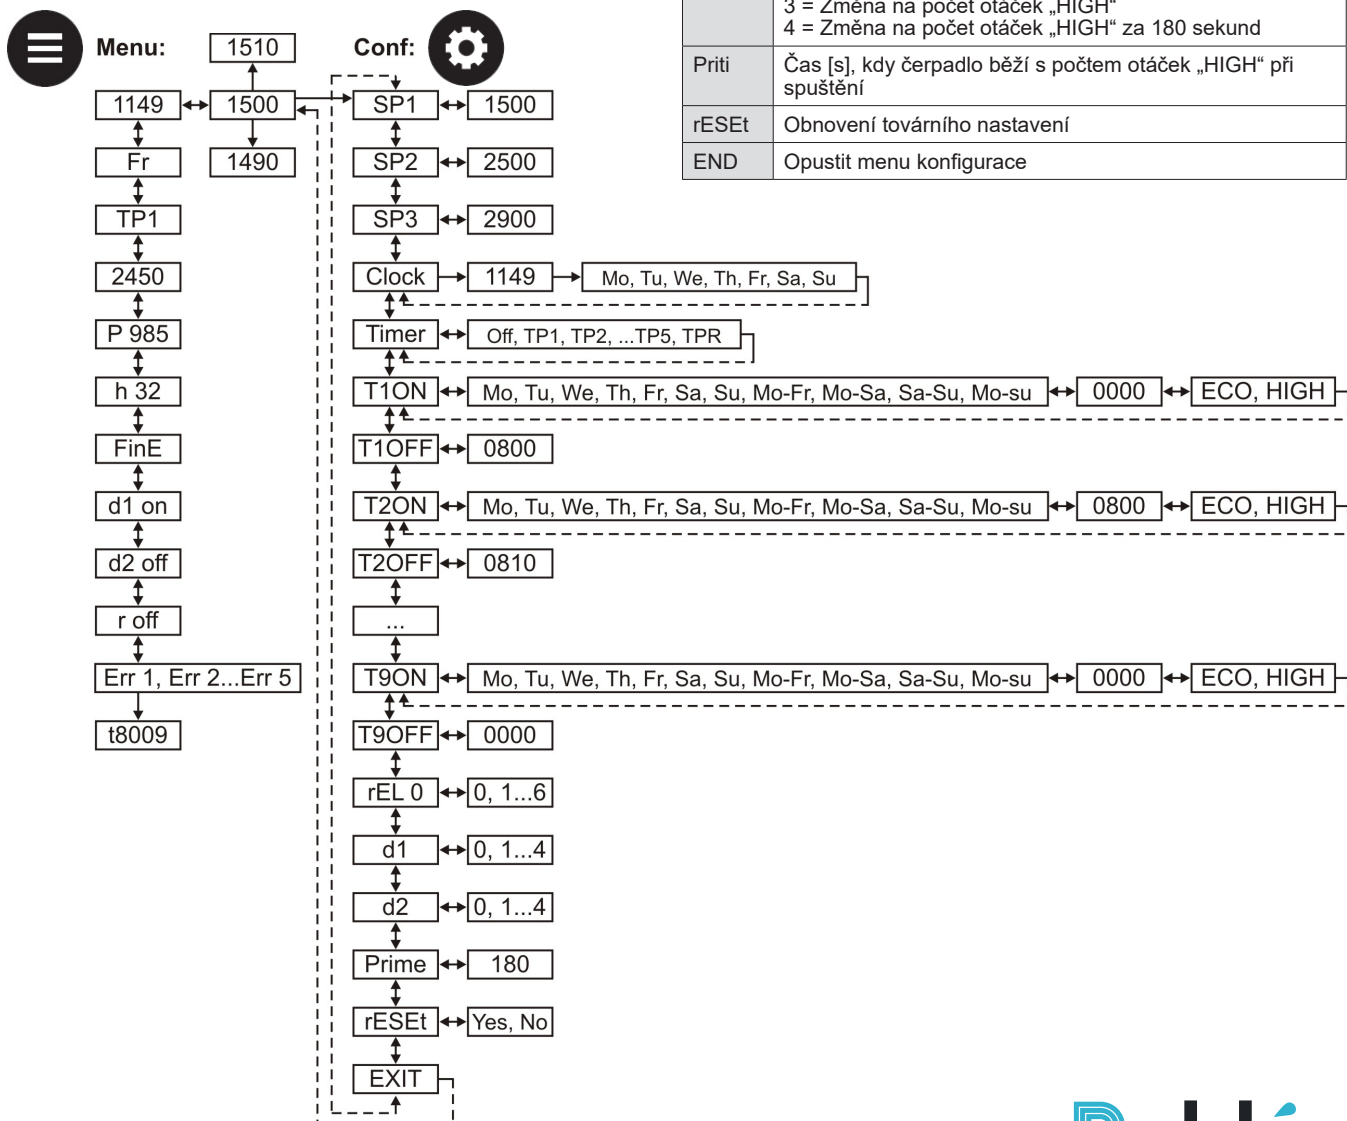 3 = Změna na počet otáček „HIGH“
4 = Změna na počet otáček „HIGH“ za 180 sekund
Priti Čas [s], kdy čerpadlo běží s počtem otáček „HIGH“ při
spuštění
rESEt Obnovení továrního nastavení
END Opustit menu konfigurace
Menu:
1510
1149 1500
Fr 1490
TP1
2450
P 985
h 32
FinE
d1 on
d2 off
r off
Err 1, Err 2...Err 5
t8009
Conf:
SP1 1500
SP2 2500
SP3 2900
Clock 1149 Mo, Tu, We, Th, Fr, Sa, Su
Timer Off, TP1, TP2, ...TP5, TPR
T1ON Mo, Tu, We, Th, Fr, Sa, Su, Mo-Fr, Mo-Sa, Sa-Su, Mo-su 0000 ECO, HIGH
T1OFF 0800
T2ON Mo, Tu, We, Th, Fr, Sa, Su, Mo-Fr, Mo-Sa, Sa-Su, Mo-su 0800 ECO, HIGH
T2OFF 0810
...
T9ON Mo, Tu, We, Th, Fr, Sa, Su, Mo-Fr, Mo-Sa, Sa-Su, Mo-su 0000 ECO, HIGH
T9OFF 0000
rEL 0 0, 1...6
d1 0, 1...4
d2 0, 1...4
Prime 180
rESEt Yes, No
EXIT